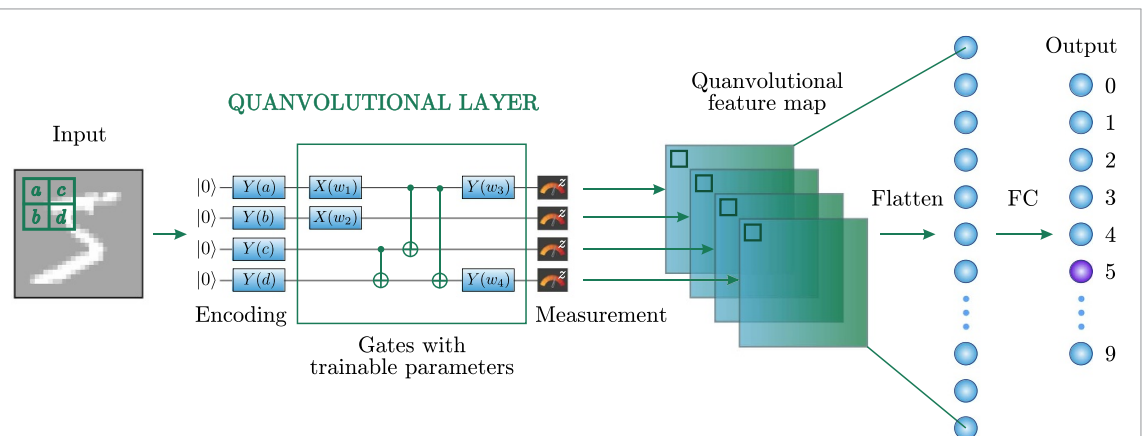 Input
a c
b d
QUANVOLUTIONAL LAYER
|0⟩ Y(a) X(w₁) Y(w₃) z
|0⟩ Y(b) X(w₂) z
|0⟩ Y(c) z
|0⟩ Y(d) Y(w₄) z
Encoding
Gates with
trainable parameters
Measurement
Quanvolutional
feature map
Flatten
FC
Output
0
1
2
3
4
5
9